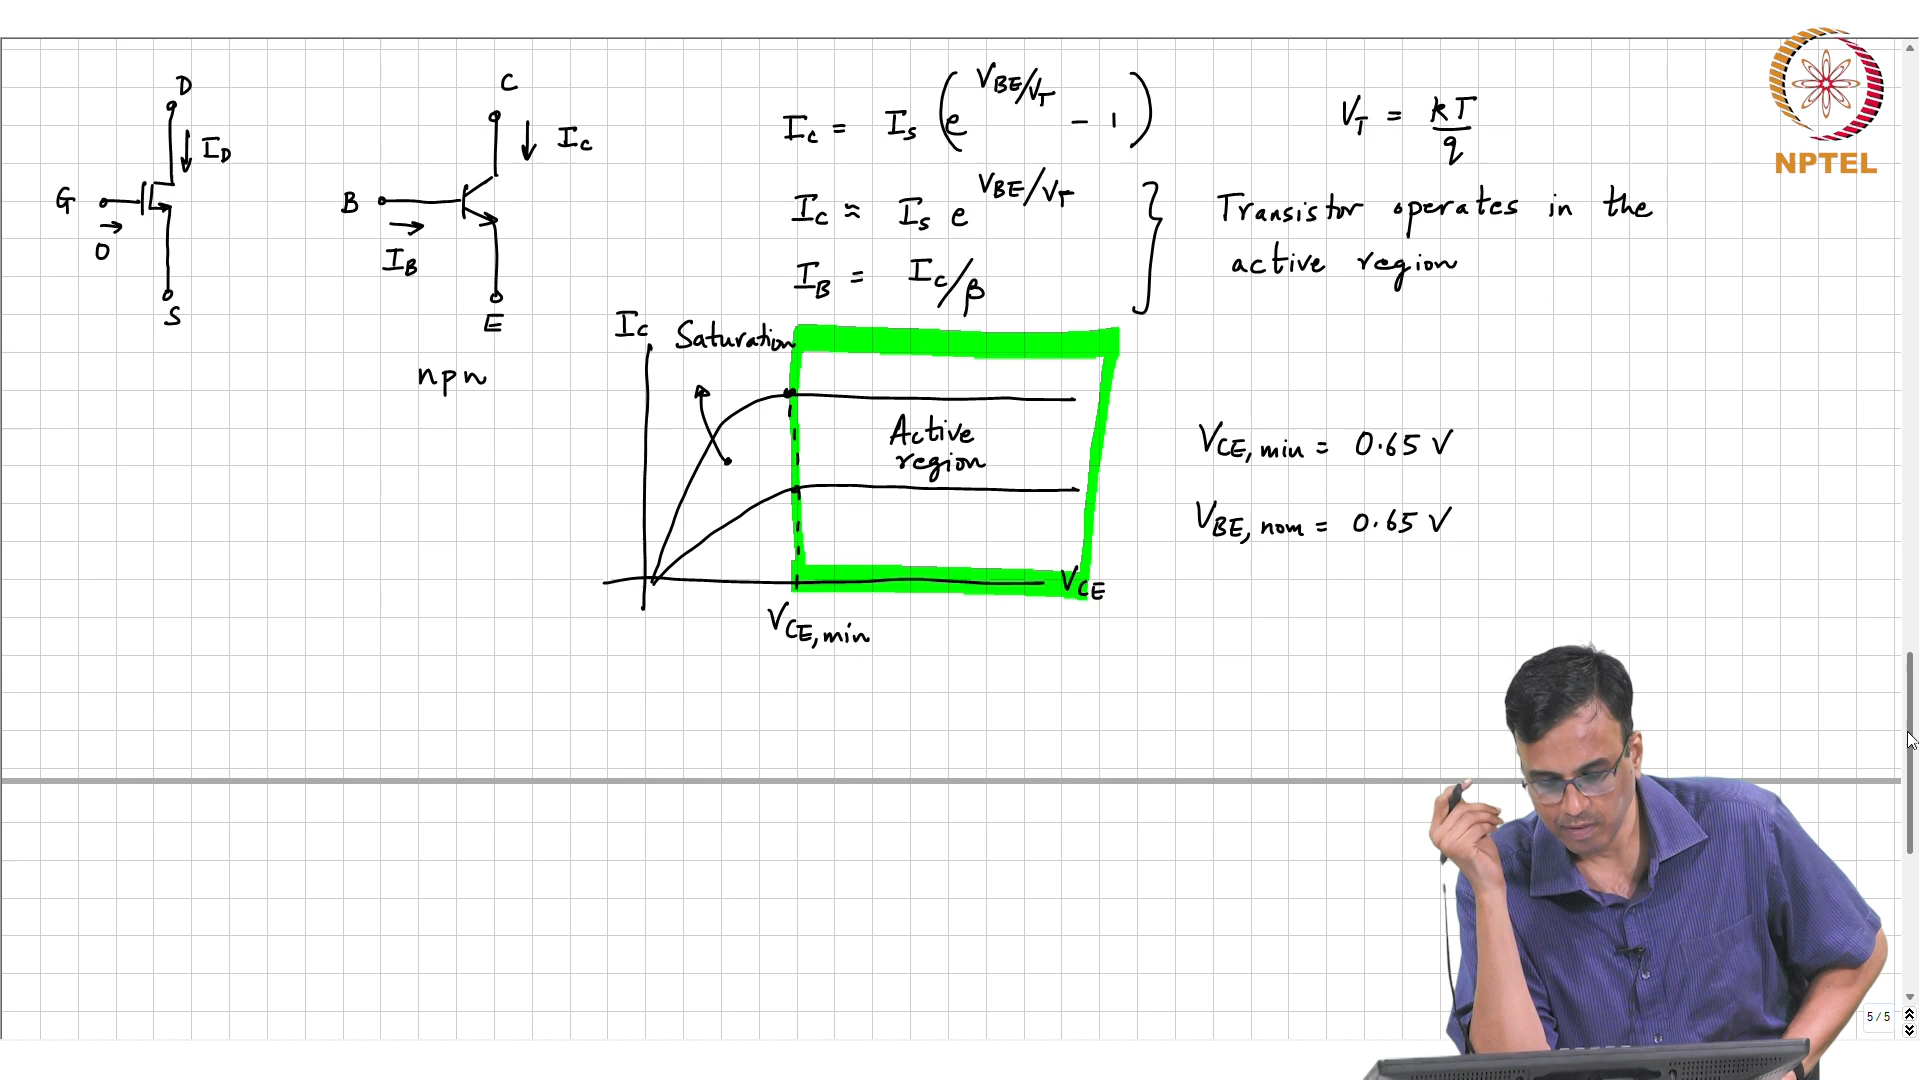 NPTEL
D
I_D
G
0
S
C
I_C
B
I_B
E
npn
I_C = I_S (e^{V_BE/V_T} - 1)
V_T = kT/q
I_C ≈ I_S e^{V_BE/V_T}
I_B = I_C/β
Transistor operates in the
active region
I_C
Saturation
Active
region
V_CE
V_CE,min
V_CE,min = 0.65 V
V_BE,nom = 0.65 V
5 / 5